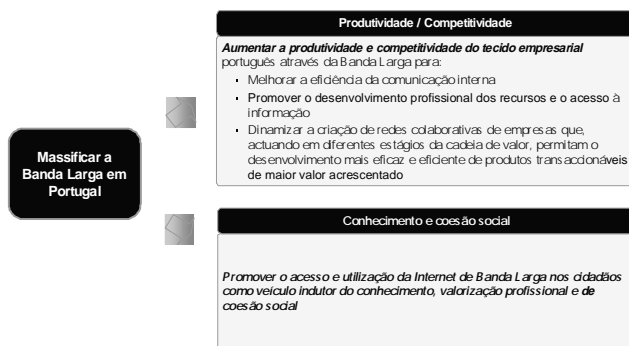 Produtividade / Competitividade
Aumentar a produtividade e competitividade do tecido empresarial
português através da Banda Larga para:
Melhorar a eficiência da comunicação interna
Promover o desenvolvimento profissional dos recursos e o acesso à
informação
Dinamizar a criação de redes colaborativas de empresas que,
actuando em diferentes estágios da cadeia de valor, permitam o
desenvolvimento mais eficaz e eficiente de produtos transaccionáveis
de maior valor acrescentado
Massificar a
Banda Larga em
Portugal
Conhecimento e coesão social
Promover o acesso e utilização da Internet de Banda Larga nos cidadãos
como veículo indutor do conhecimento, valorização profissional e de
coesão social